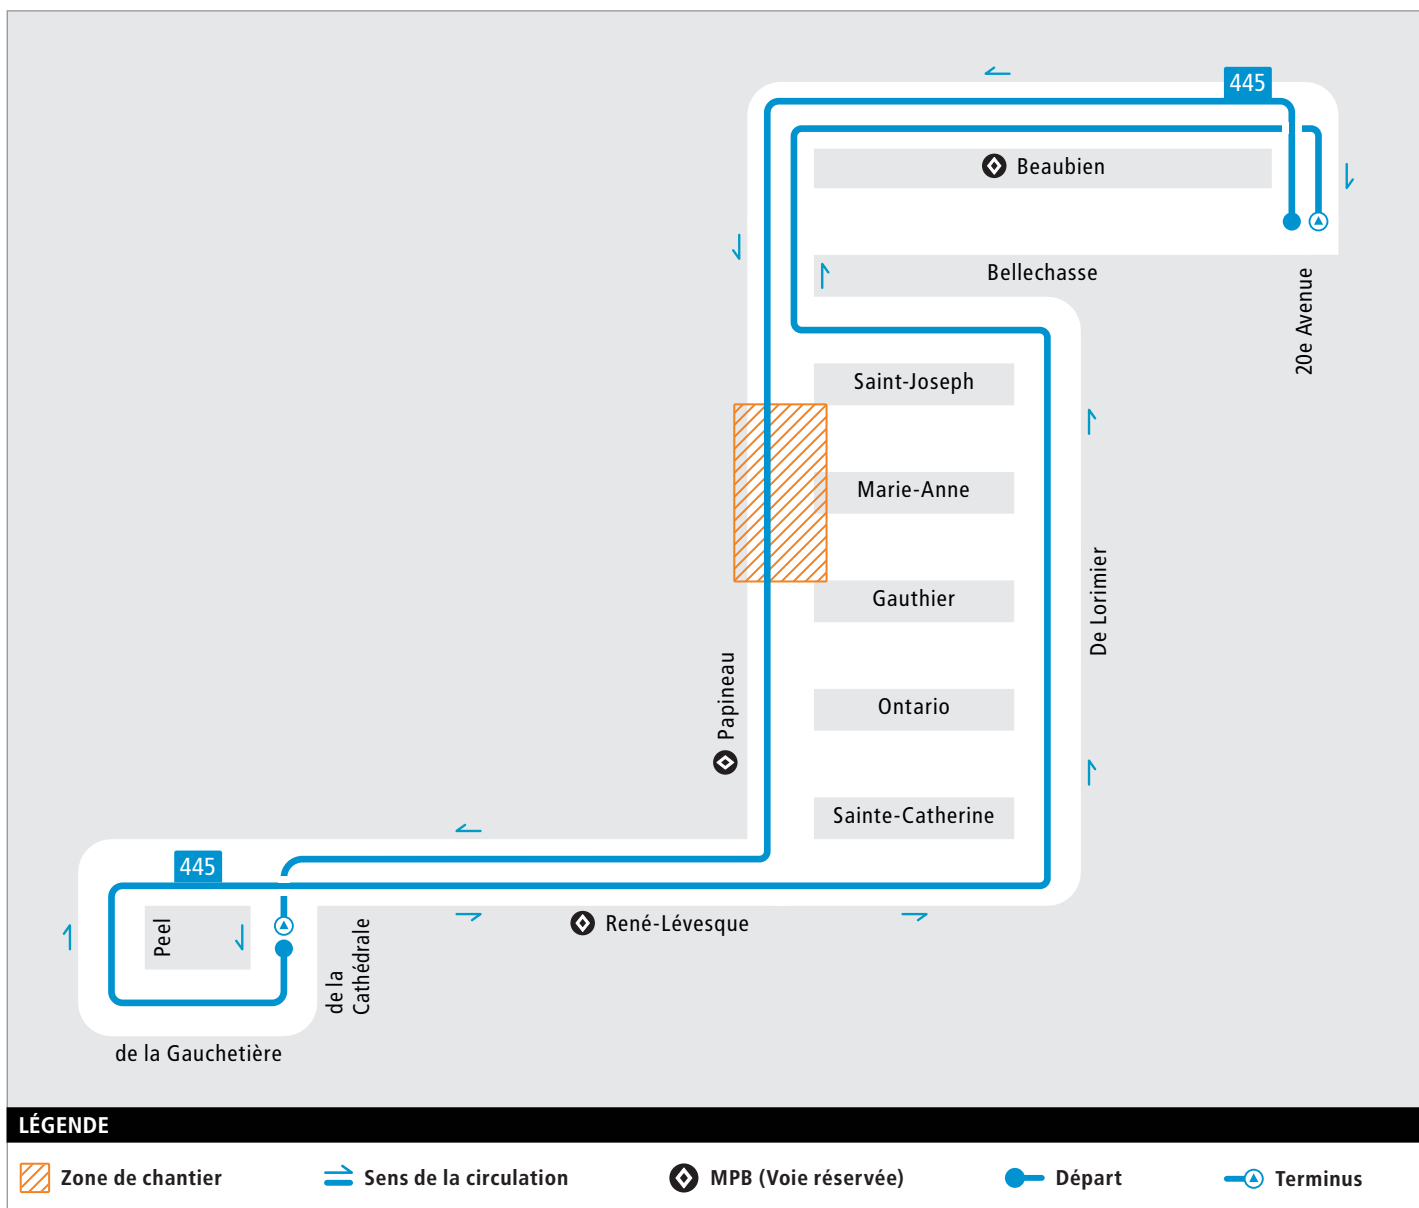 445
Beaubien
Bellechasse
20e Avenue
Saint-Joseph
Marie-Anne
De Lorimier
Gauthier
Papineau
Ontario
Sainte-Catherine
445
Peel
de la
Cathédrale
René-Lévesque
de la Gauchetière
LÉGENDE
Zone de chantier
Sens de la circulation
MPB (Voie réservée)
Départ
Terminus